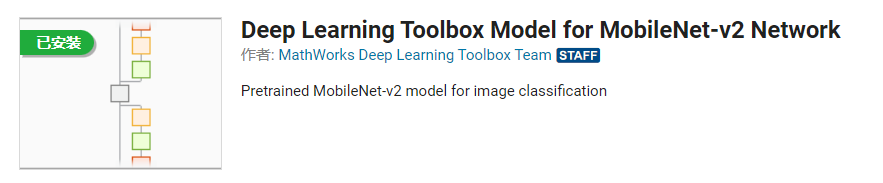 已安装
Deep Learning Toolbox Model for MobileNet-v2 Network
作者: MathWorks Deep Learning Toolbox Team STAFF
Pretrained MobileNet-v2 model for image classification